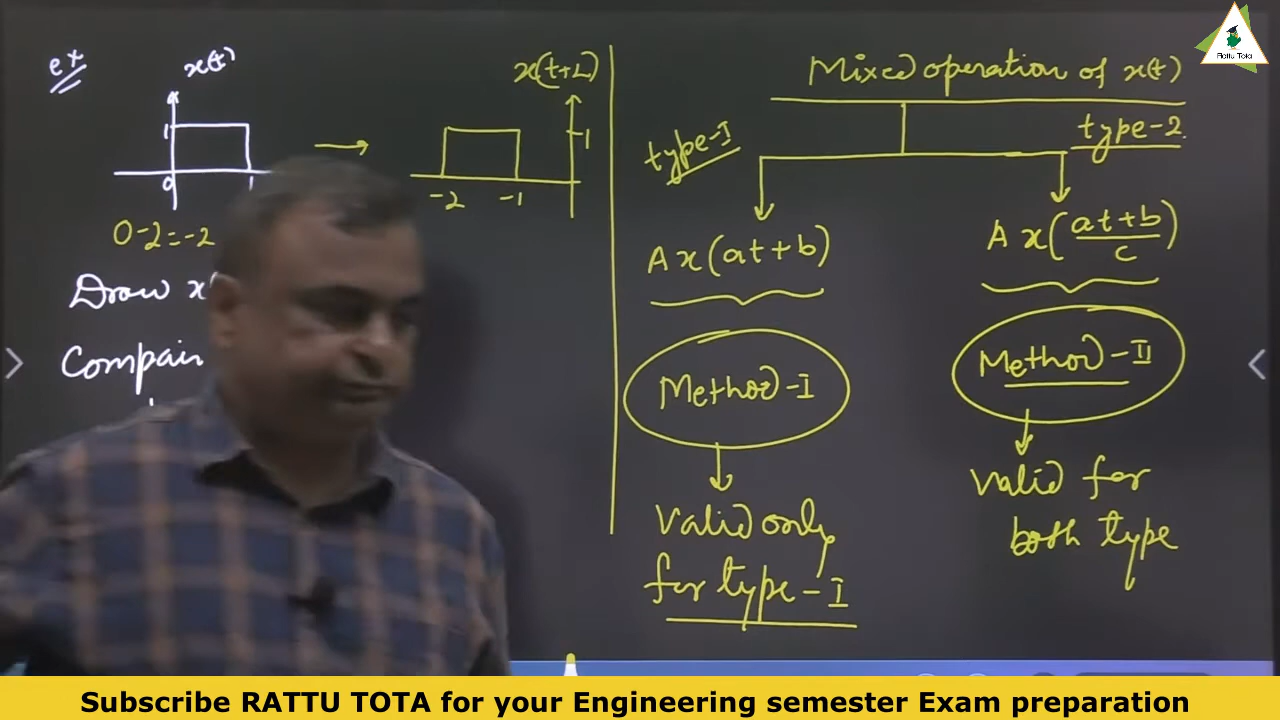 ex
x(t)
1
0
1
0-2=-2
Draw x(
Compair
x(t+2)
1
-2 -1
Mixed operation of x(t)
type-I
type-2
Ax(at+b)
Ax(at+b/c)
Method-I
Method-II
Valid only
for type-I
Valid for
both type
Rattu Tota
Subscribe RATTU TOTA for your Engineering semester Exam preparation